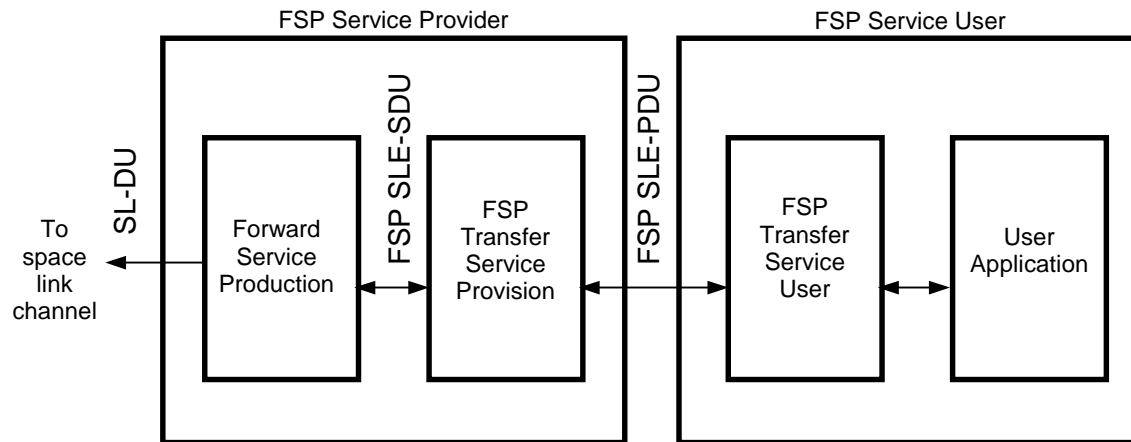 FSP Service Provider
FSP Service User
SL-DU
FSP SLE-SDU
FSP SLE-PDU
To
space
link
channel
Forward
Service
Production
FSP
Transfer
Service
Provision
FSP
Transfer
Service
User
User
Application